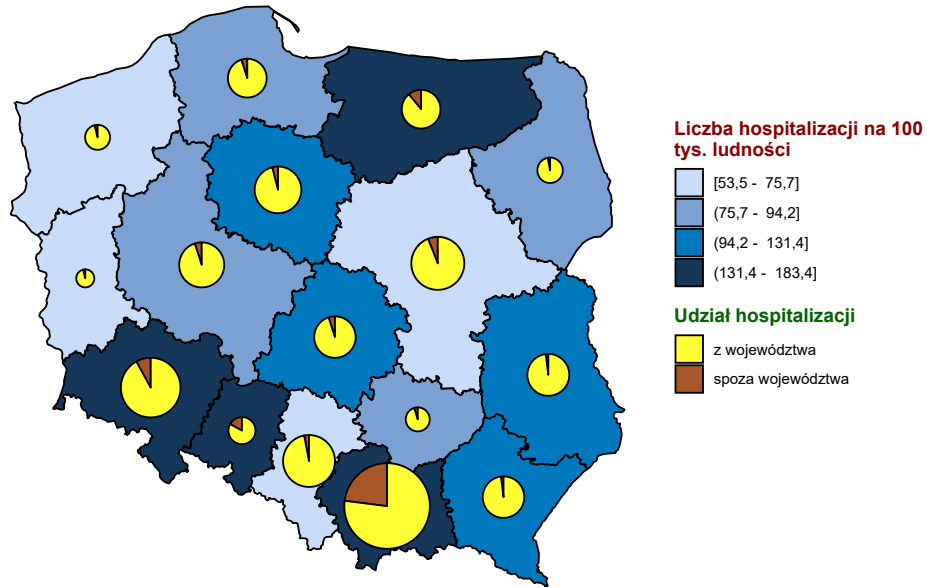 Liczba hospitalizacji na 100
tys. ludności
[53,5 - 75,7]
(75,7 - 94,2]
(94,2 - 131,4]
(131,4 - 183,4]
Udział hospitalizacji
z województwa
spoza województwa